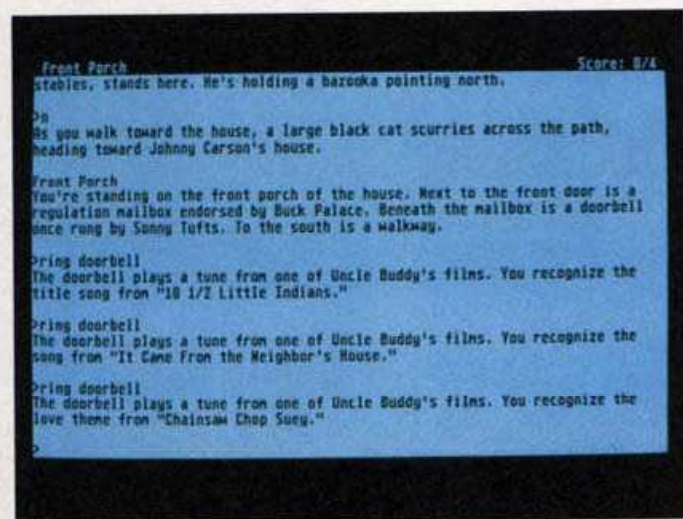 Front Porch Score: 0/4
stables, stands here. He's holding a bazooka pointing north.
>n
As you walk toward the house, a large black cat scurries across the path,
heading toward Johnny Carson's house.
Front Porch
You're standing on the front porch of the house. Next to the front door is a
regulation mailbox endorsed by Buck Palace. Beneath the mailbox is a doorbell
once rung by Sonny Tufts. To the south is a walkway.
>ring doorbell
The doorbell plays a tune from one of Uncle Buddy's films. You recognize the
title song from "10 1/2 Little Indians."
>ring doorbell
The doorbell plays a tune from one of Uncle Buddy's films. You recognize the
song from "It Came From the Neighbor's House."
>ring doorbell
The doorbell plays a tune from one of Uncle Buddy's films. You recognize the
love theme from "Chainsaw Chop Suey."
>